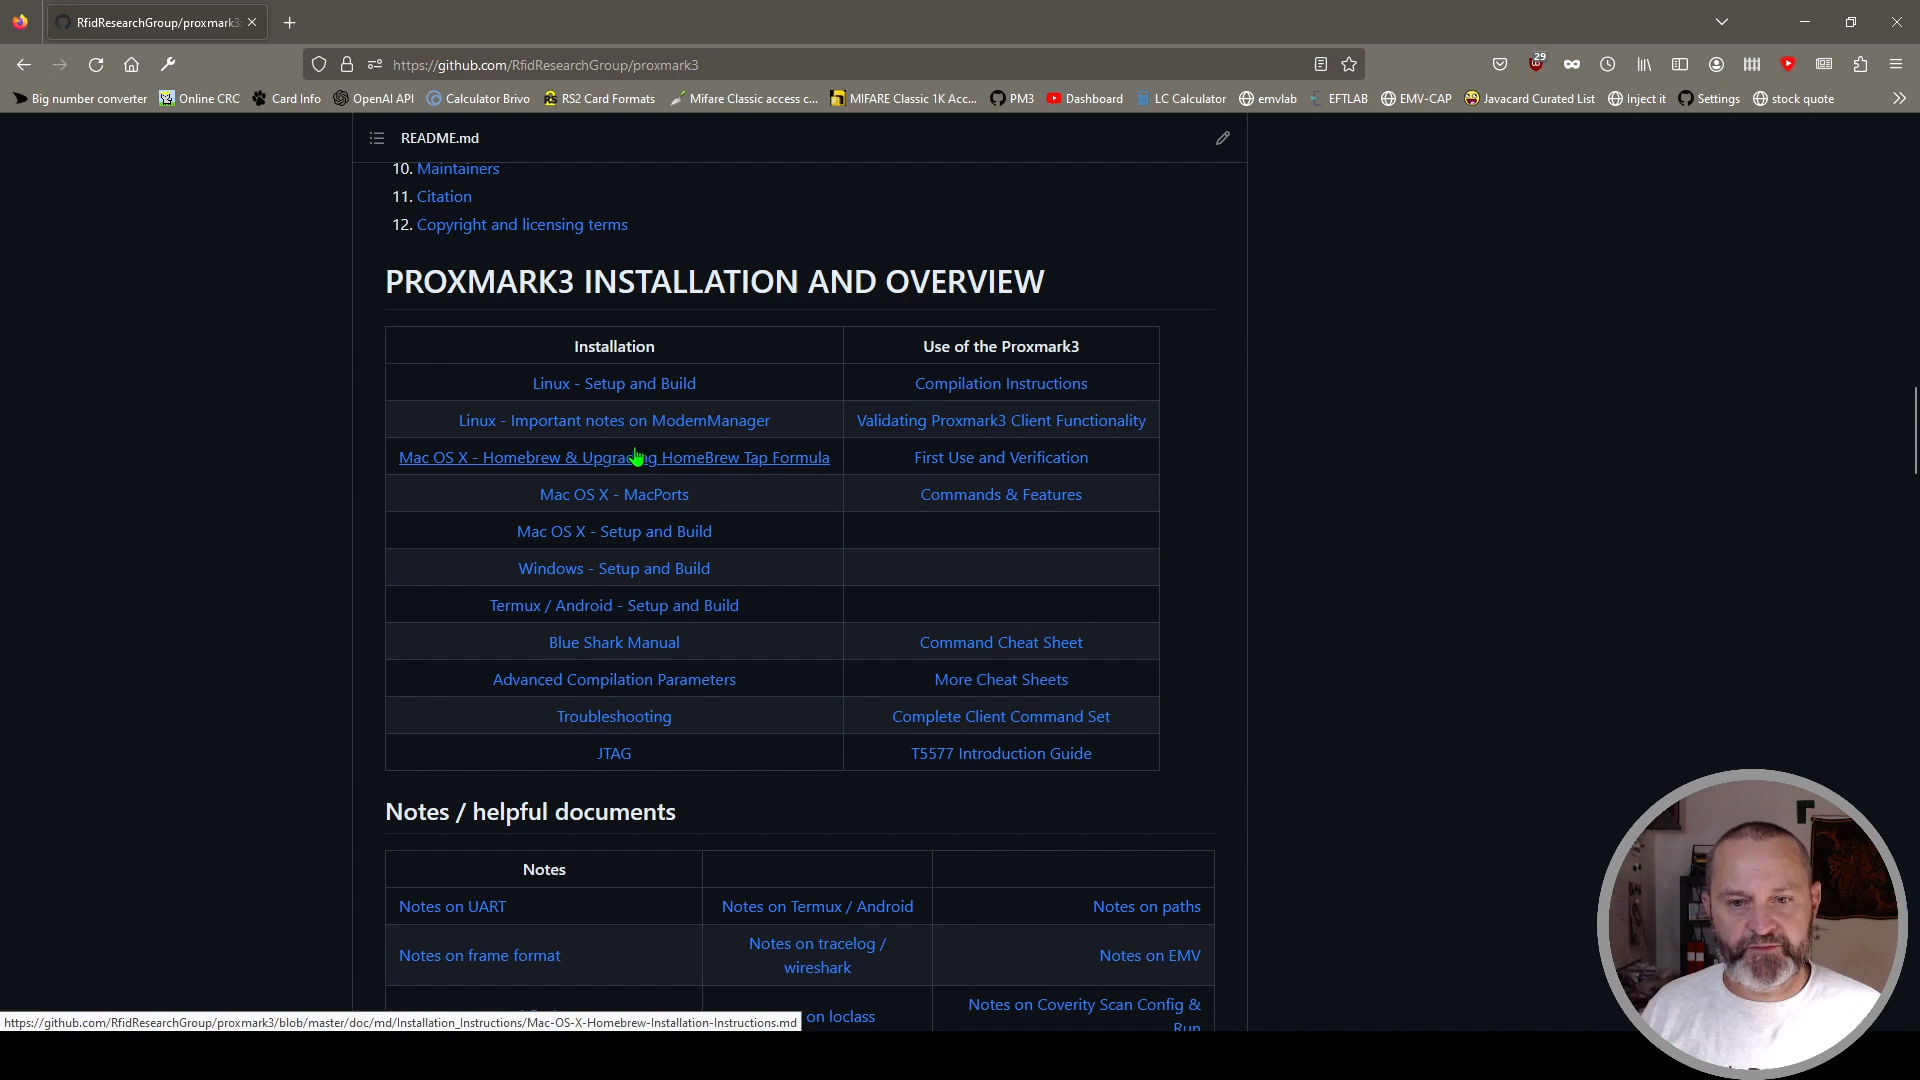 RfidResearchGroup/proxmark3
https://github.com/RfidResearchGroup/proxmark3
29
Big number converter
Online CRC
Card Info
OpenAI API
Calculator Brivo
RS2 Card Formats
Mifare Classic access c...
MIFARE Classic 1K Acc...
PM3
Dashboard
LC Calculator
emvlab
EFTLAB
EMV-CAP
Javacard Curated List
Inject it
Settings
stock quote
README.md
10. Maintainers
11. Citation
12. Copyright and licensing terms
PROXMARK3 INSTALLATION AND OVERVIEW
Installation
Use of the Proxmark3
Linux - Setup and Build
Compilation Instructions
Linux - Important notes on ModemManager
Validating Proxmark3 Client Functionality
Mac OS X - Homebrew & Upgrading HomeBrew Tap Formula
First Use and Verification
Mac OS X - MacPorts
Commands & Features
Mac OS X - Setup and Build
Windows - Setup and Build
Termux / Android - Setup and Build
Blue Shark Manual
Command Cheat Sheet
Advanced Compilation Parameters
More Cheat Sheets
Troubleshooting
Complete Client Command Set
JTAG
T5577 Introduction Guide
Notes / helpful documents
Notes
Notes on UART
Notes on Termux / Android
Notes on paths
Notes on frame format
Notes on tracelog /
wireshark
Notes on EMV
on loclass
Notes on Coverity Scan Config &
Run
https://github.com/RfidResearchGroup/proxmark3/blob/master/doc/md/Installation_Instructions/Mac-OS-X-Homebrew-Installation-Instructions.md